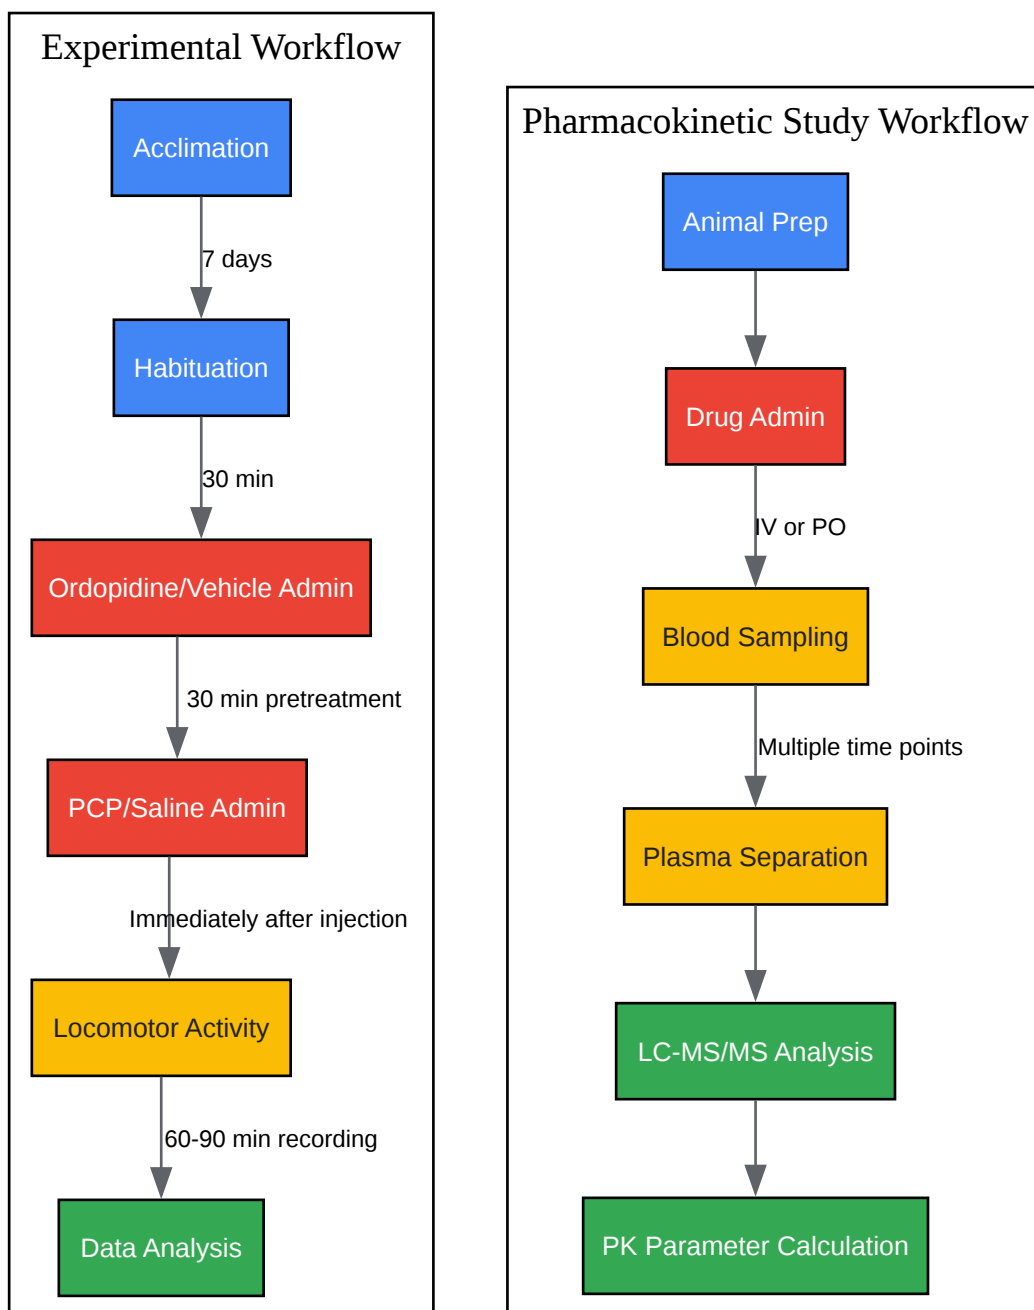 Experimental Workflow
Acclimation
7 days
Habituation
30 min
Ordopidine/Vehicle Admin
30 min pretreatment
PCP/Saline Admin
Immediately after injection
Locomotor Activity
60-90 min recording
Data Analysis
Pharmacokinetic Study Workflow
Animal Prep
Drug Admin
IV or PO
Blood Sampling
Multiple time points
Plasma Separation
LC-MS/MS Analysis
PK Parameter Calculation